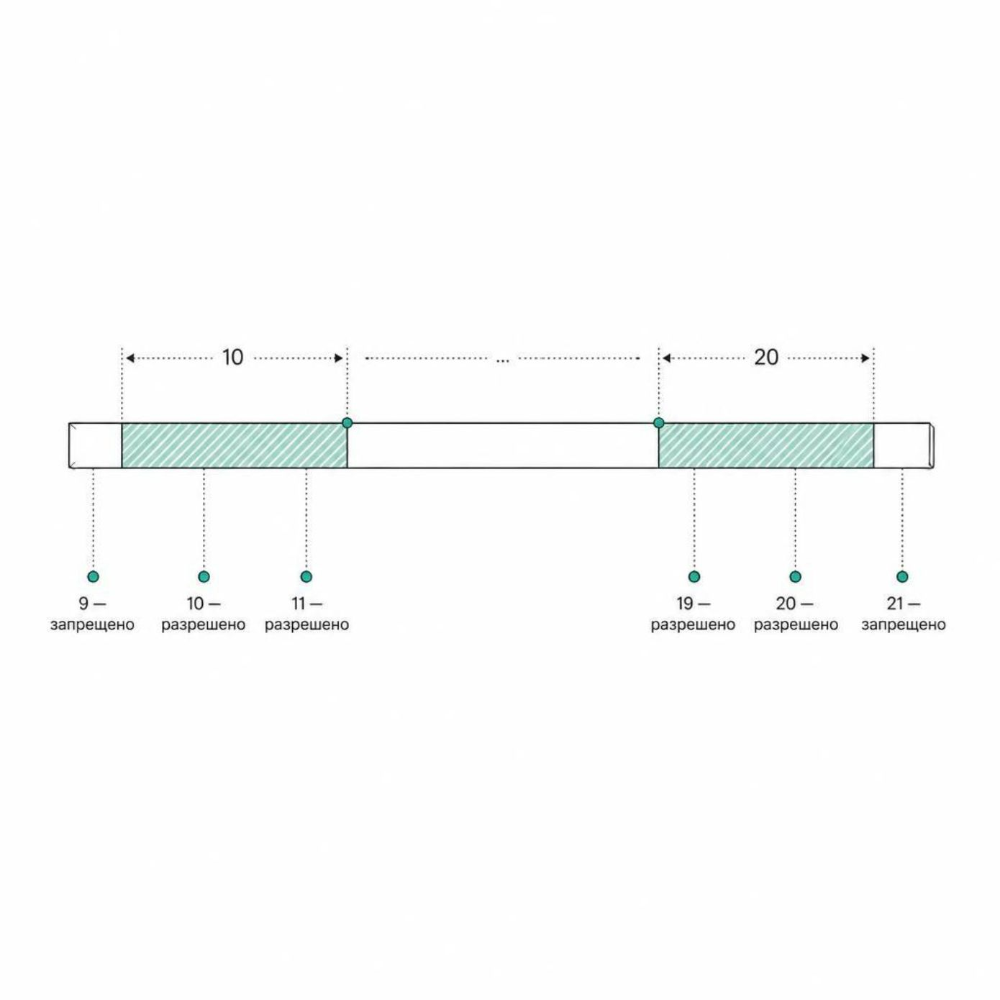 10
...
20
9 —
запрещено
10 —
разрешено
11 —
разрешено
19 —
разрешено
20 —
разрешено
21 —
запрещено